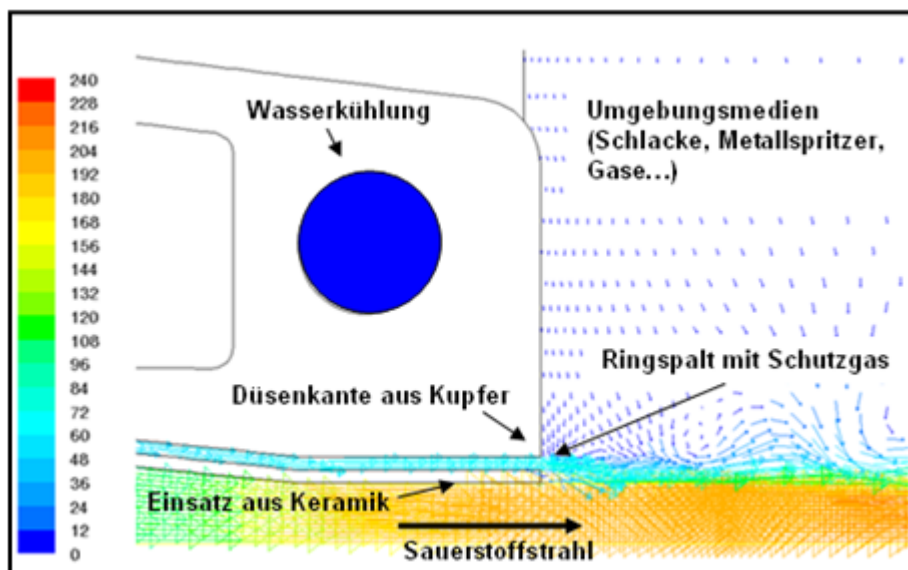 240
228
216
204
192
180
168
156
144
132
120
108
96
84
72
60
48
36
24
12
0
Wasserkühlung
Umgebungsmedien
(Schlacke, Metallspritzer,
Gase…)
Ringspalt mit Schutzgas
Düsenkante aus Kupfer
Einsatz aus Keramik
Sauerstoffstrahl